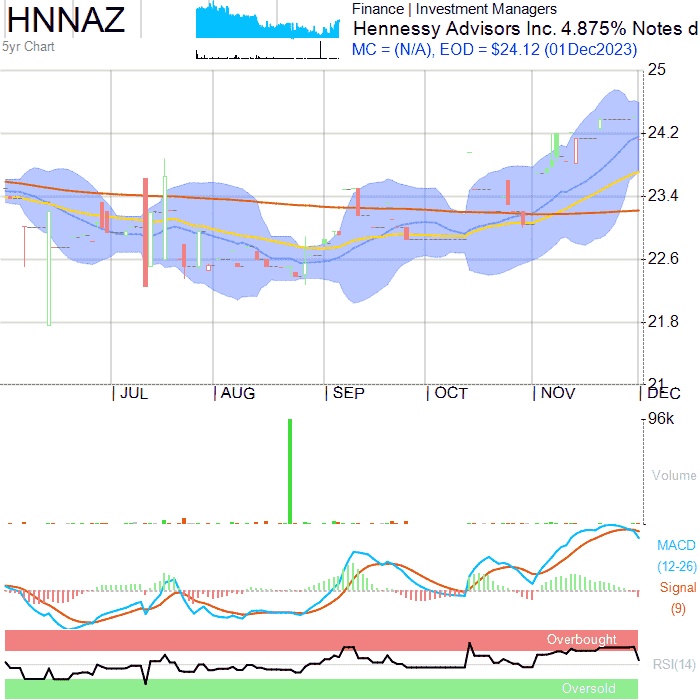 HNNAZ
5yr Chart
Finance | Investment Managers
Hennessy Advisors Inc. 4.875% Notes d
MC = (N/A), EOD = $24.12 (01Dec2023)
25
24.2
23.4
22.6
21.8
21
JUL AUG SEP OCT NOV DEC
96k
Volume
MACD
(12-26)
Signal
(9)
Overbought
RSI(14)
Oversold